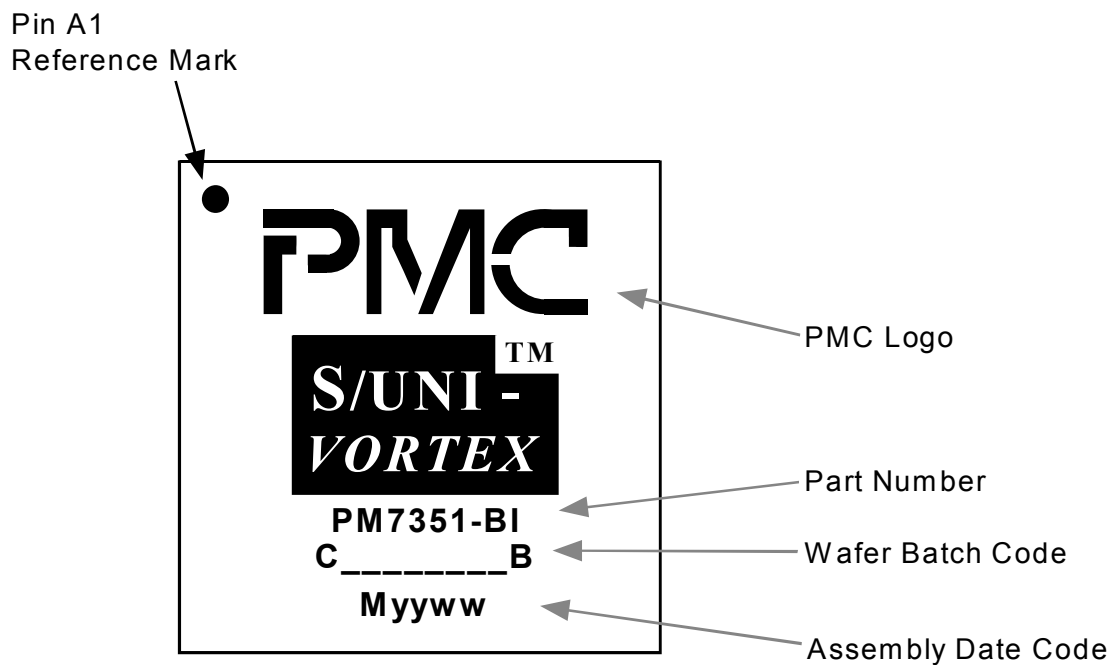 Pin A1
Reference Mark
PMC
TM
S/UNI -
VORTEX
PM7351-BI
C________B
Myyww
PMC Logo
Part Number
Wafer Batch Code
Assembly Date Code